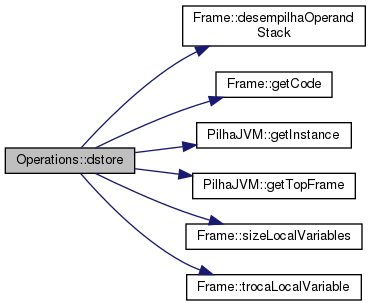 Frame::desempilhaOperand
Stack
Frame::getCode
PilhaJVM::getInstance
Operations::dstore
PilhaJVM::getTopFrame
Frame::sizeLocalVariables
Frame::trocaLocalVariable